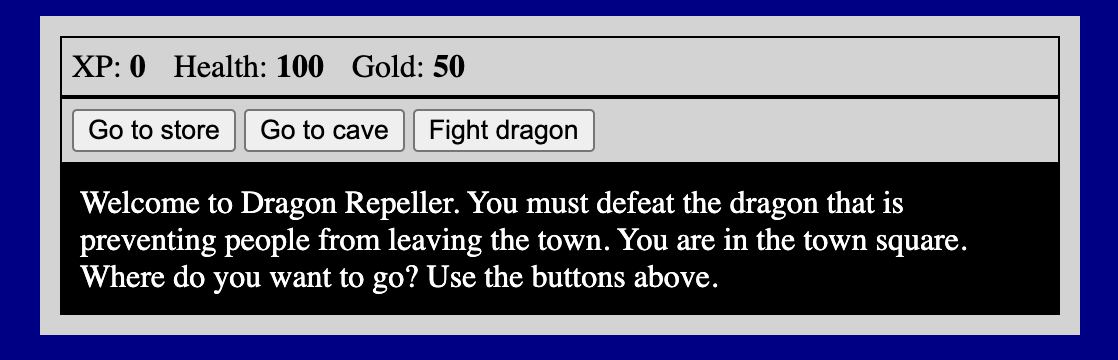 XP: 0 Health: 100 Gold: 50
Go to store Go to cave Fight dragon
Welcome to Dragon Repeller. You must defeat the dragon that is
preventing people from leaving the town. You are in the town square.
Where do you want to go? Use the buttons above.